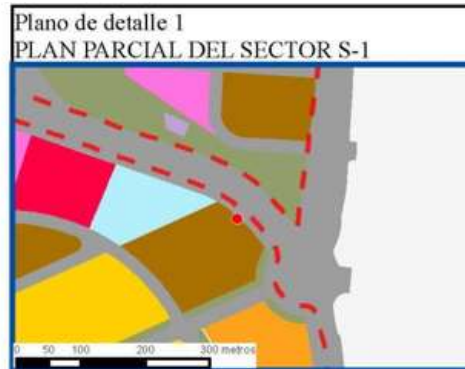 Plano de detalle 1
PLAN PARCIAL DEL SECTOR S-1
0 50 100 200 300 metros